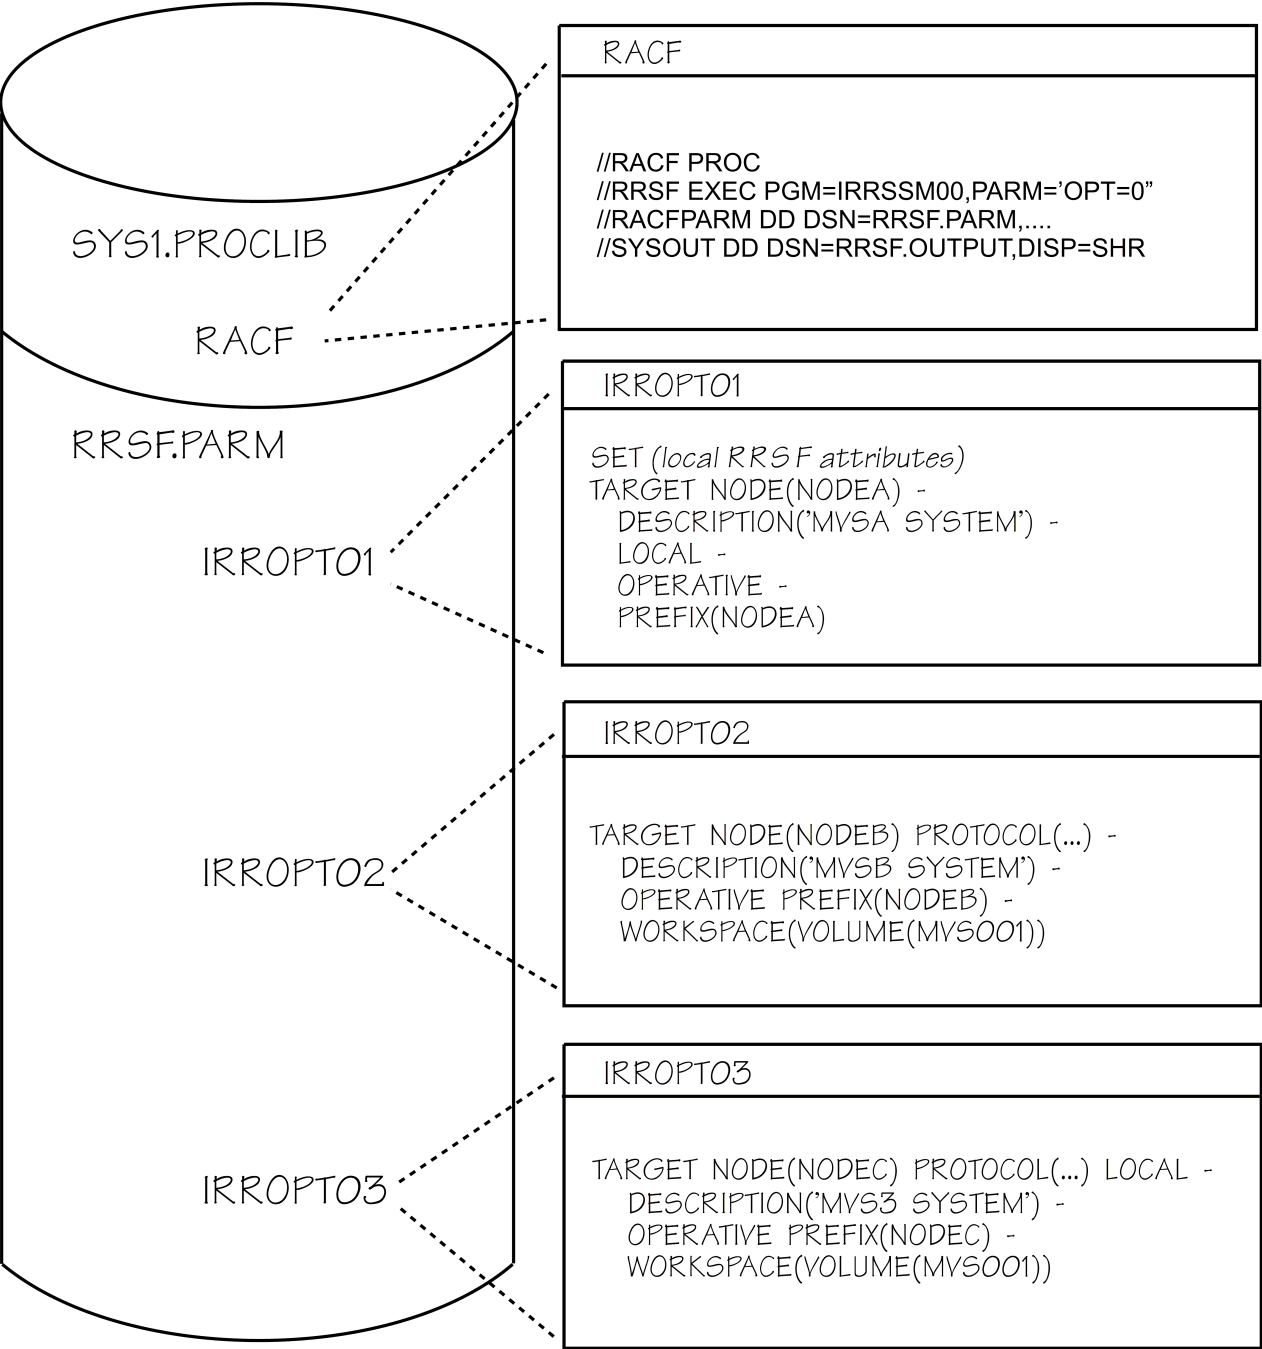 SYS1.PROCLIB
RACF
RRSF.PARM
IRROPT01
IRROPT02
IRROPT03
RACF
//RACF PROC
//RRSF EXEC PGM=IRRSSM00,PARM=’OPT=0”
//RACFPARM DD DSN=RRSF.PARM,....
//SYSOUT DD DSN=RRSF.OUTPUT,DISP=SHR
IRROPT01
SET (local RRSF attributes)
TARGET NODE(NODEA) -
DESCRIPTION(’MVSA SYSTEM’) -
LOCAL -
OPERATIVE -
PREFIX(NODEA)
IRROPT02
TARGET NODE(NODEB) PROTOCOL(...) -
DESCRIPTION(’MVSB SYSTEM’) -
OPERATIVE PREFIX(NODEB) -
WORKSPACE(VOLUME(MVS001))
IRROPT03
TARGET NODE(NODEC) PROTOCOL(...) LOCAL -
DESCRIPTION(’MVS3 SYSTEM’) -
OPERATIVE PREFIX(NODEC) -
WORKSPACE(VOLUME(MVS001))